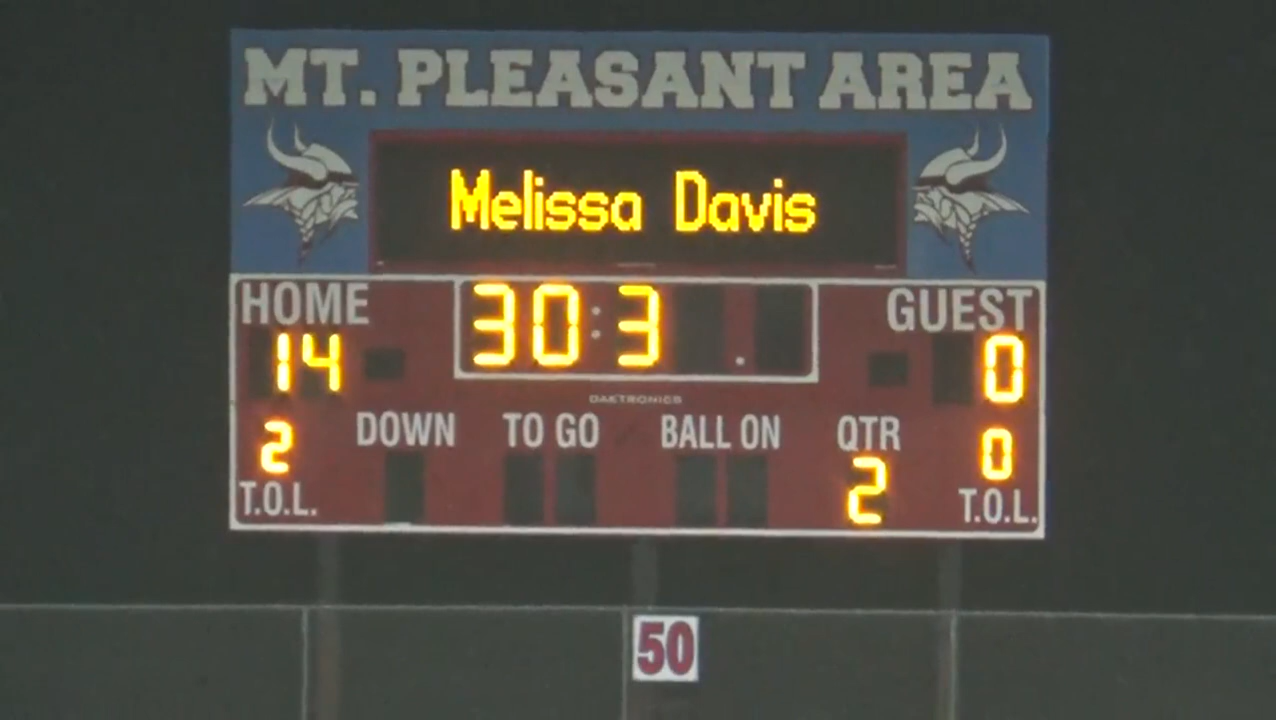 MT. PLEASANT AREA
Melissa Davis
HOME 30:3 GUEST
14 0
DAKTRONICS
DOWN TO GO BALL ON QTR
2 2 0
T.O.L. T.O.L.
50